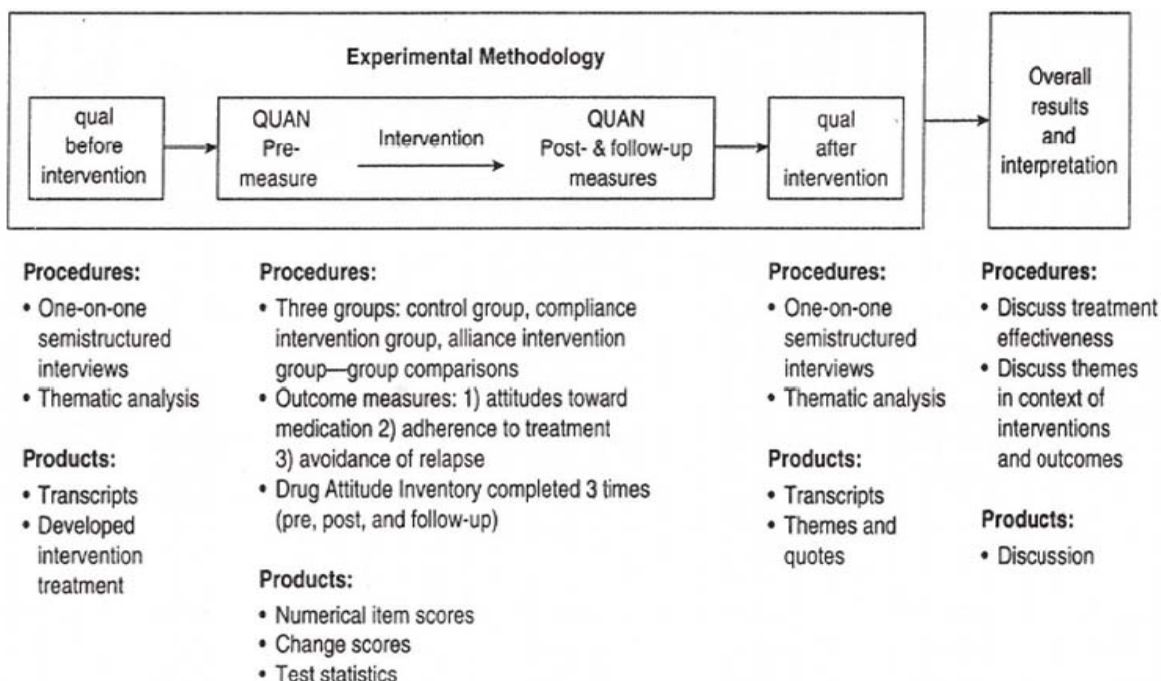 Experimental Methodology
qual
before
intervention
QUAN
Pre-
measure
Intervention
QUAN
Post- & follow-up
measures
qual
after
intervention
Overall
results
and
interpretation
Procedures:
• One-on-one
semistructured
interviews
• Thematic analysis
Products:
• Transcripts
• Developed
intervention
treatment
Procedures:
• Three groups: control group, compliance
intervention group, alliance intervention
group—group comparisons
• Outcome measures: 1) attitudes toward
medication 2) adherence to treatment
3) avoidance of relapse
• Drug Attitude Inventory completed 3 times
(pre, post, and follow-up)
Products:
• Numerical item scores
• Change scores
• Test statistics
Procedures:
• One-on-one
semistructured
interviews
• Thematic analysis
Products:
• Transcripts
• Themes and
quotes
Procedures:
• Discuss treatment
effectiveness
• Discuss themes
in context of
interventions
and outcomes
Products:
• Discussion